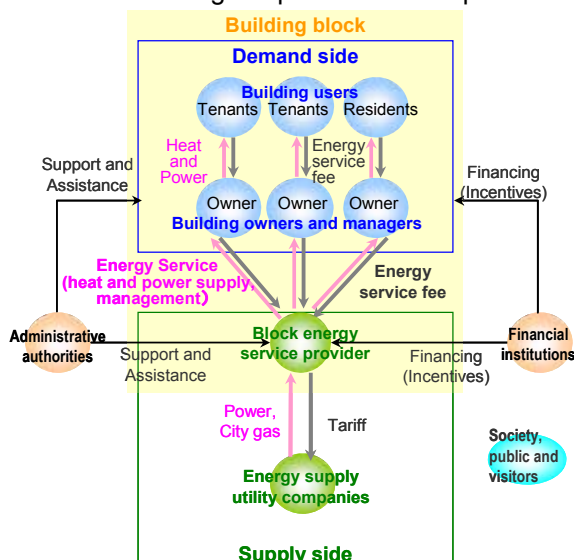 Building block
Demand side
Building users
Tenants Tenants Residents
Heat
and
Power
Energy
service
fee
Support and
Assistance
Financing
(Incentives)
Owner Owner Owner
Building owners and managers
Energy Service
(heat and power supply,
management)
Energy
service fee
Administrative
authorities
Block energy
service provider
Financial
institutions
Support and
Assistance
Financing
(Incentives)
Power,
City gas
Tariff
Society,
public and
visitors
Energy supply
utility companies
Supply side